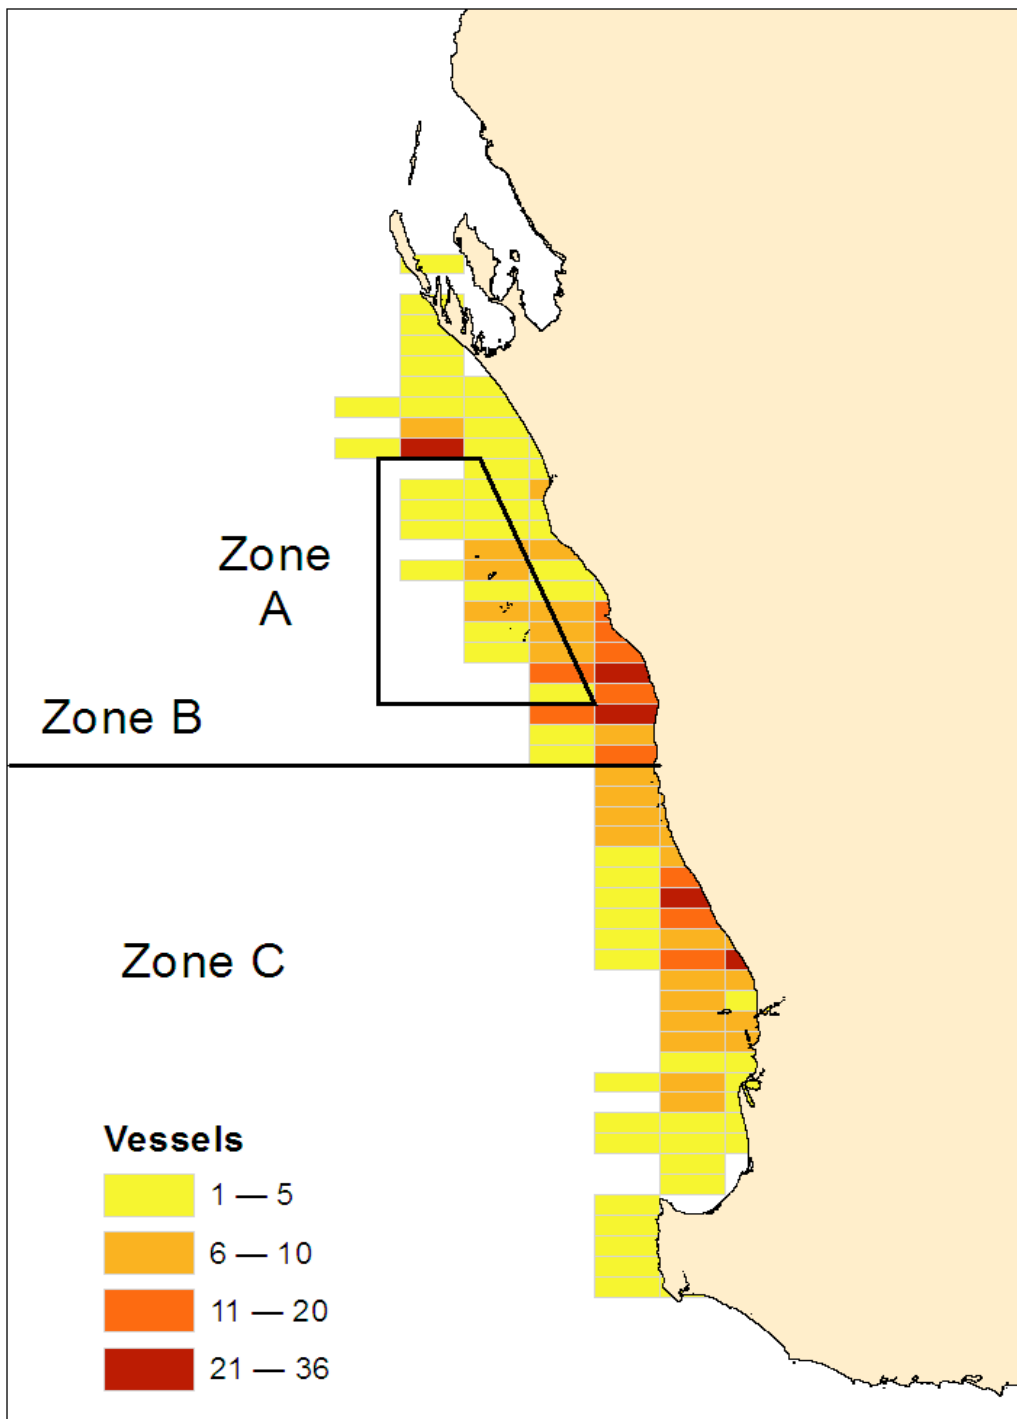 Zone
A
Zone B
Zone C
Vessels
1 — 5
6 — 10
11 — 20
21 — 36